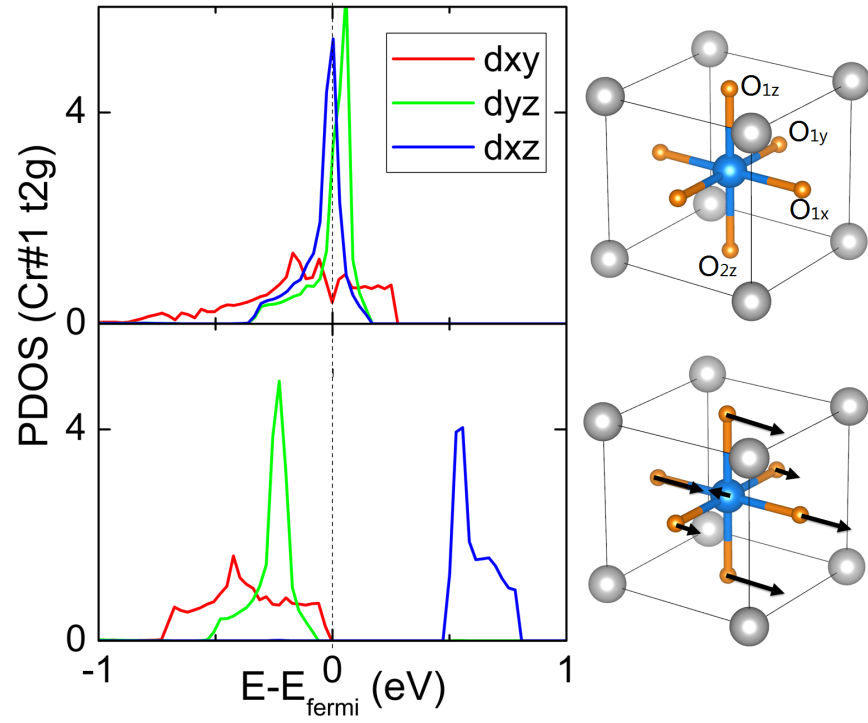 4
0
4
0
-1
0
1
PDOS (Cr#1 t2g)
E-Efermi (eV)
dxy
dyz
dxz
O1z
O1y
O1x
O2z